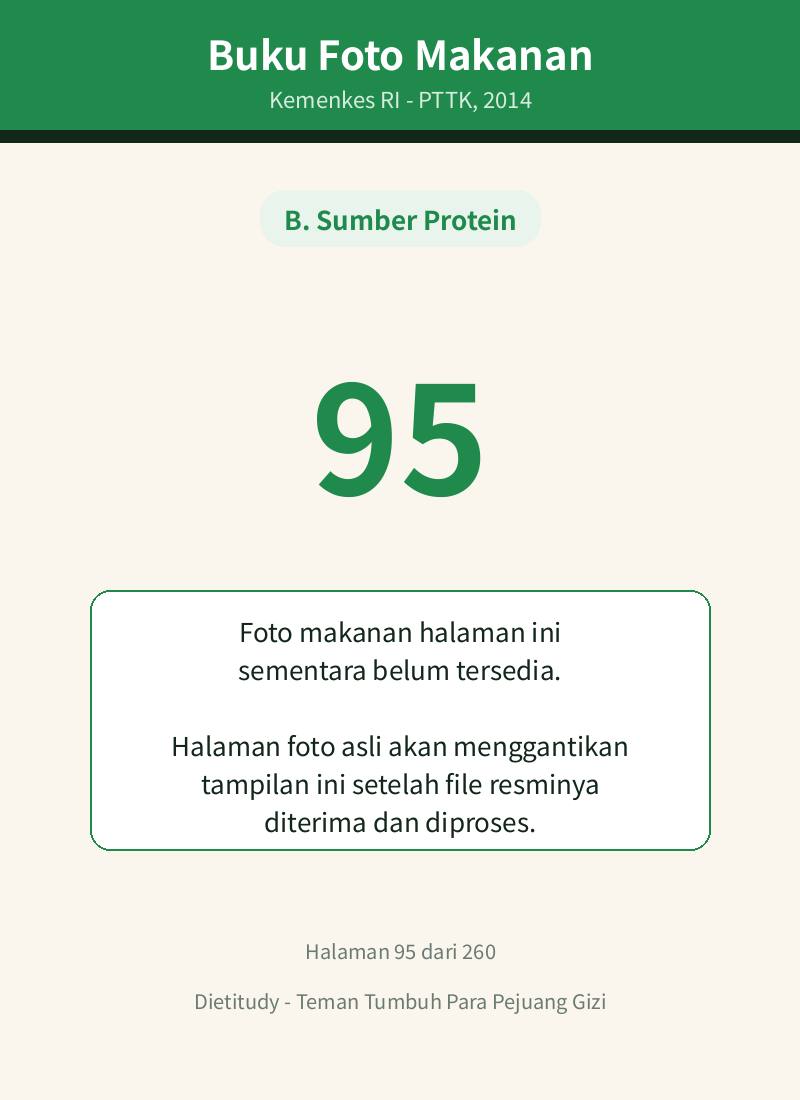 Buku Foto Makanan
Kemenkes RI - PTTK, 2014
B. Sumber Protein
95
Foto makanan halaman ini
sementara belum tersedia.
Halaman foto asli akan menggantikan
tampilan ini setelah file resminya
diterima dan diproses.
Halaman 95 dari 260
Dietitudy - Teman Tumbuh Para Pejuang Gizi